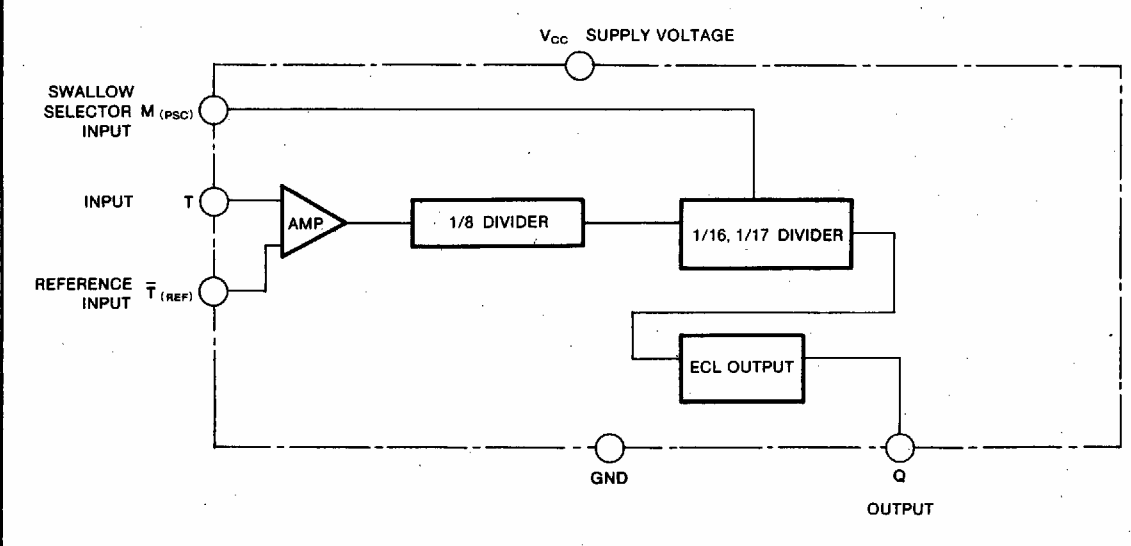 VCC SUPPLY VOLTAGE
SWALLOW
SELECTOR M (PSC)
INPUT
INPUT T
AMP.
1/8 DIVIDER
1/16, 1/17 DIVIDER
REFERENCE T̅ (REF)
INPUT
ECL OUTPUT
GND
Q
OUTPUT